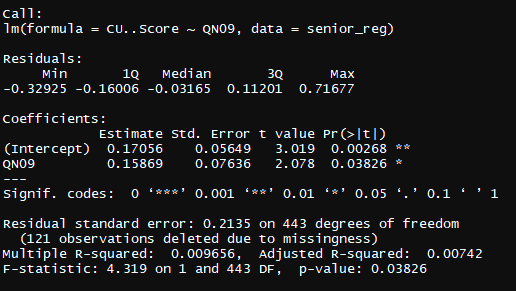 Call:
lm(formula = CU..Score ~ QN09, data = senior_reg)
Residuals:
Min 1Q Median 3Q Max
-0.32925 -0.16006 -0.03165 0.11201 0.71677
Coefficients:
Estimate Std. Error t value Pr(>|t|)
(Intercept) 0.17056 0.05649 3.019 0.00268 **
QN09 0.15869 0.07636 2.078 0.03826 *
---
Signif. codes: 0 ‘***’ 0.001 ‘**’ 0.01 ‘*’ 0.05 ‘.’ 0.1 ‘ ’ 1
Residual standard error: 0.2135 on 443 degrees of freedom
(121 observations deleted due to missingness)
Multiple R-squared: 0.009656, Adjusted R-squared: 0.00742
F-statistic: 4.319 on 1 and 443 DF, p-value: 0.03826